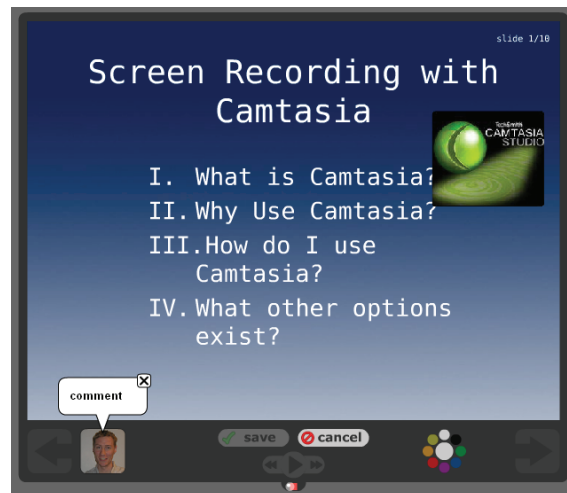 slide 1/10
Screen Recording with
Camtasia
TechSmith
CAMTASIA
STUDIO
I. What is Camtasia?
II. Why Use Camtasia?
III.How do I use
Camtasia?
IV. What other options
exist?
comment
save
cancel